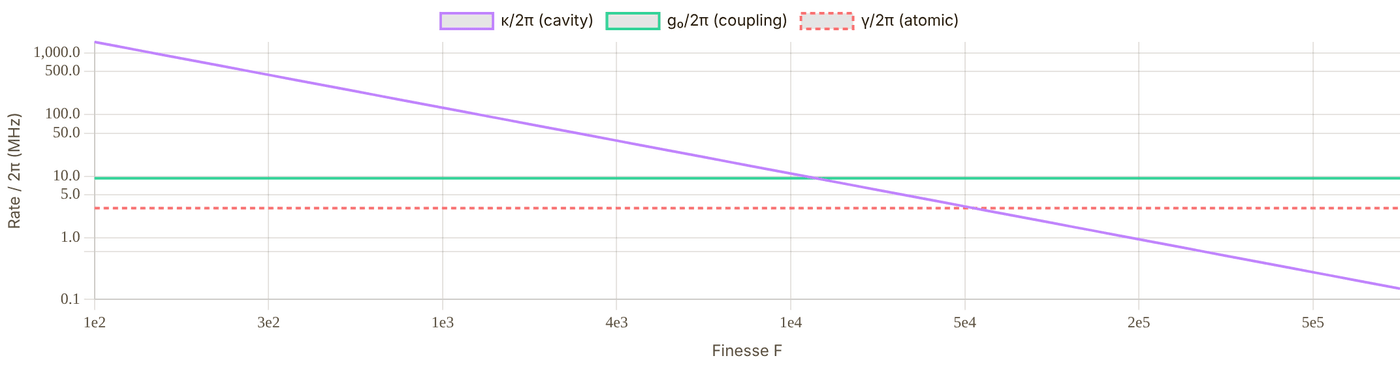 κ/2π (cavity) g₀/2π (coupling) γ/2π (atomic)
1,000.0
500.0
100.0
50.0
10.0
5.0
1.0
0.1
Rate / 2π (MHz)
1e2 3e2 1e3 4e3 1e4 5e4 2e5 5e5
Finesse F